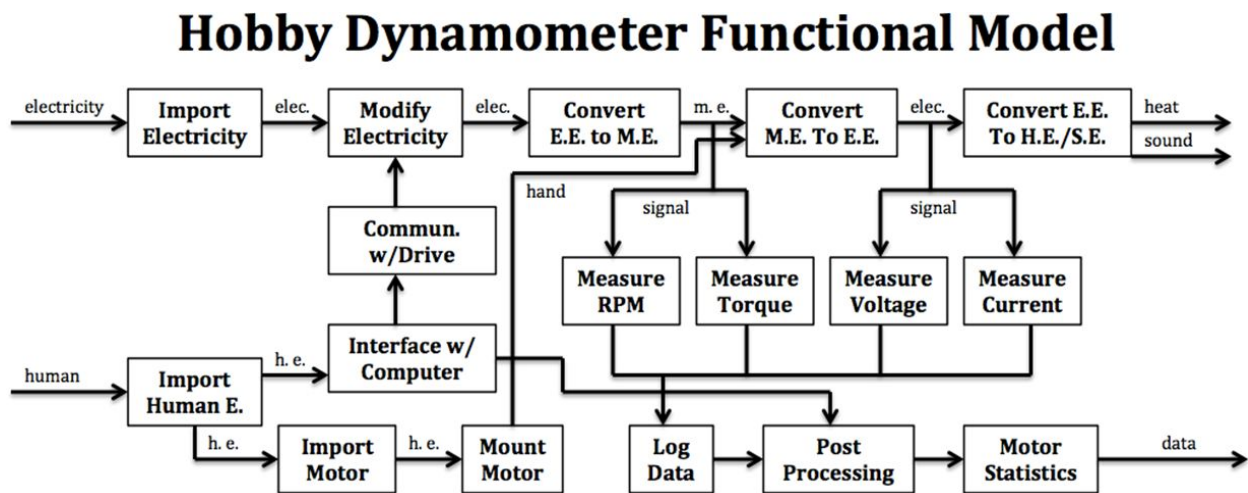 Hobby Dynamometer Functional Model
electricity
Import
Electricity
elec.
Modify
Electricity
elec.
Convert
E.E. to M.E.
m. e.
Convert
M.E. To E.E.
elec.
Convert E.E.
To H.E./S.E.
heat
sound
hand
signal
signal
Commun.
w/Drive
Measure
RPM
Measure
Torque
Measure
Voltage
Measure
Current
human
Import
Human E.
h. e.
Interface w/
Computer
h. e.
Import
Motor
h. e.
Mount
Motor
Log
Data
Post
Processing
Motor
Statistics
data